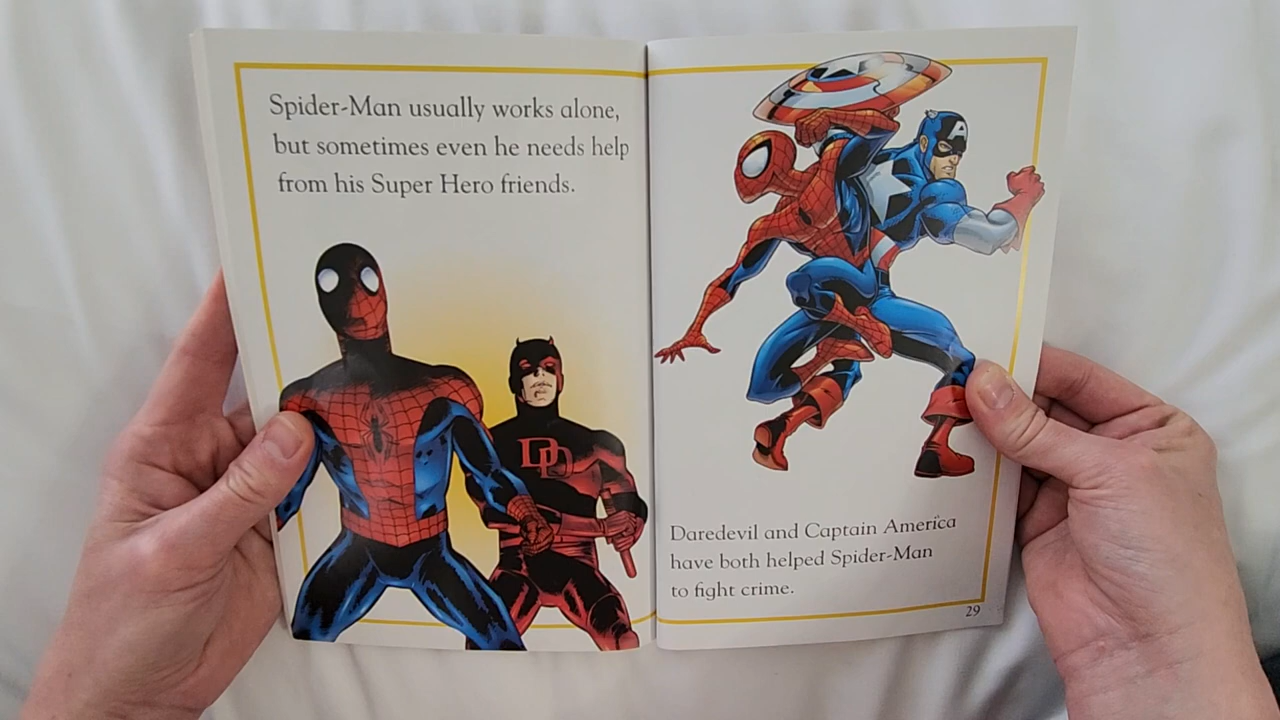 Spider-Man usually works alone,
but sometimes even he needs help
from his Super Hero friends.
DD
A
Daredevil and Captain America
have both helped Spider-Man
to fight crime.
29